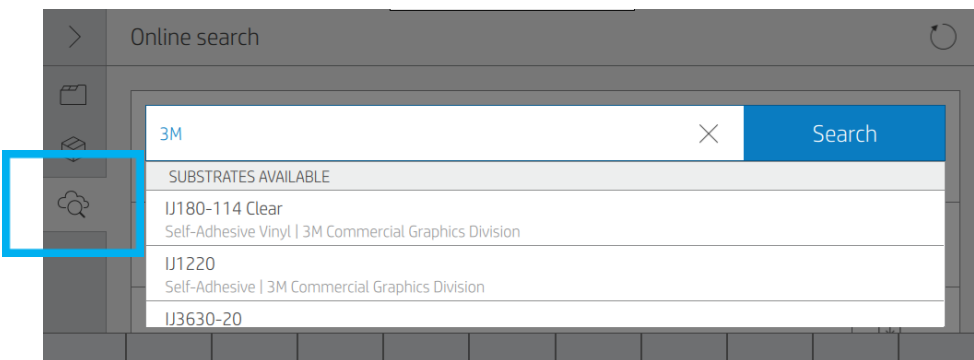 Online search
3M
Search
SUBSTRATES AVAILABLE
IJ180-114 Clear
Self-Adhesive Vinyl | 3M Commercial Graphics Division
IJ1220
Self-Adhesive | 3M Commercial Graphics Division
IJ3630-20